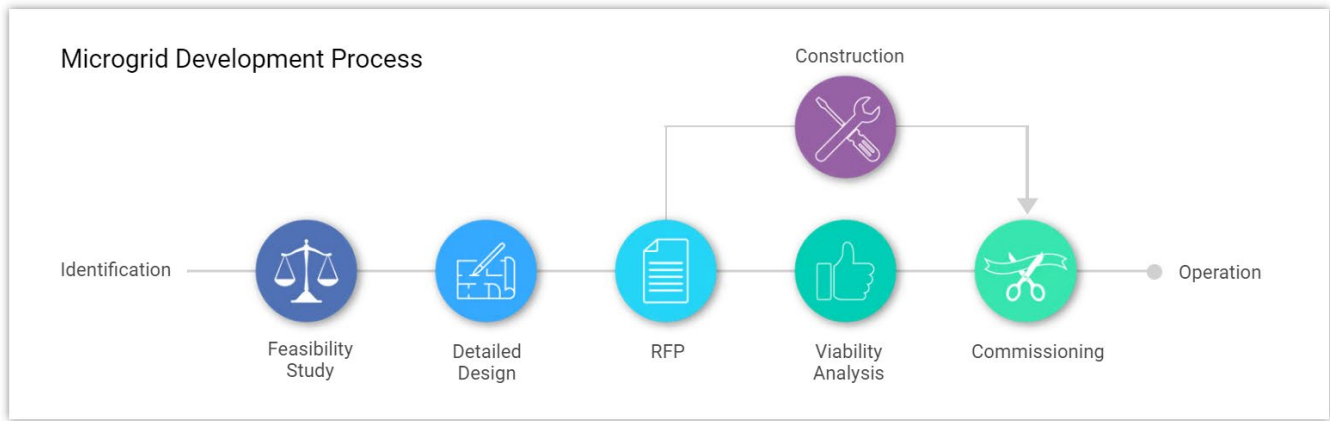 Microgrid Development Process
Construction
Identification
Operation
Feasibility
Study
Detailed
Design
RFP
Viability
Analysis
Commissioning